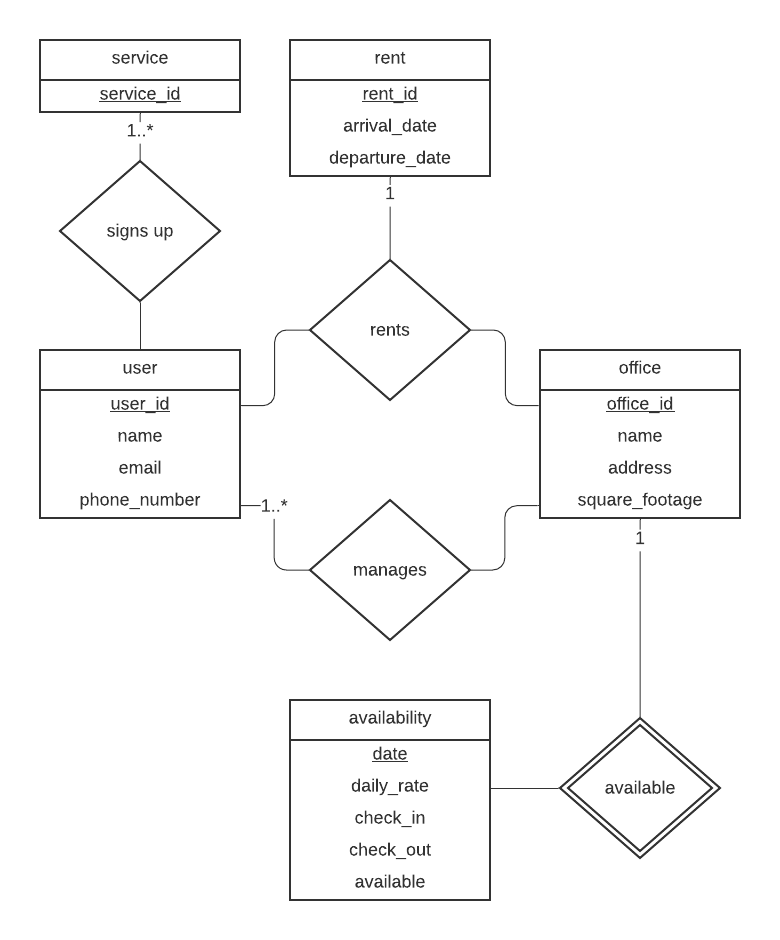 service
service_id
1..*
signs up
rent
rent_id
arrival_date
departure_date
1
rents
user
user_id
name
email
phone_number
1..*
manages
office
office_id
name
address
square_footage
1
available
availability
date
daily_rate
check_in
check_out
available